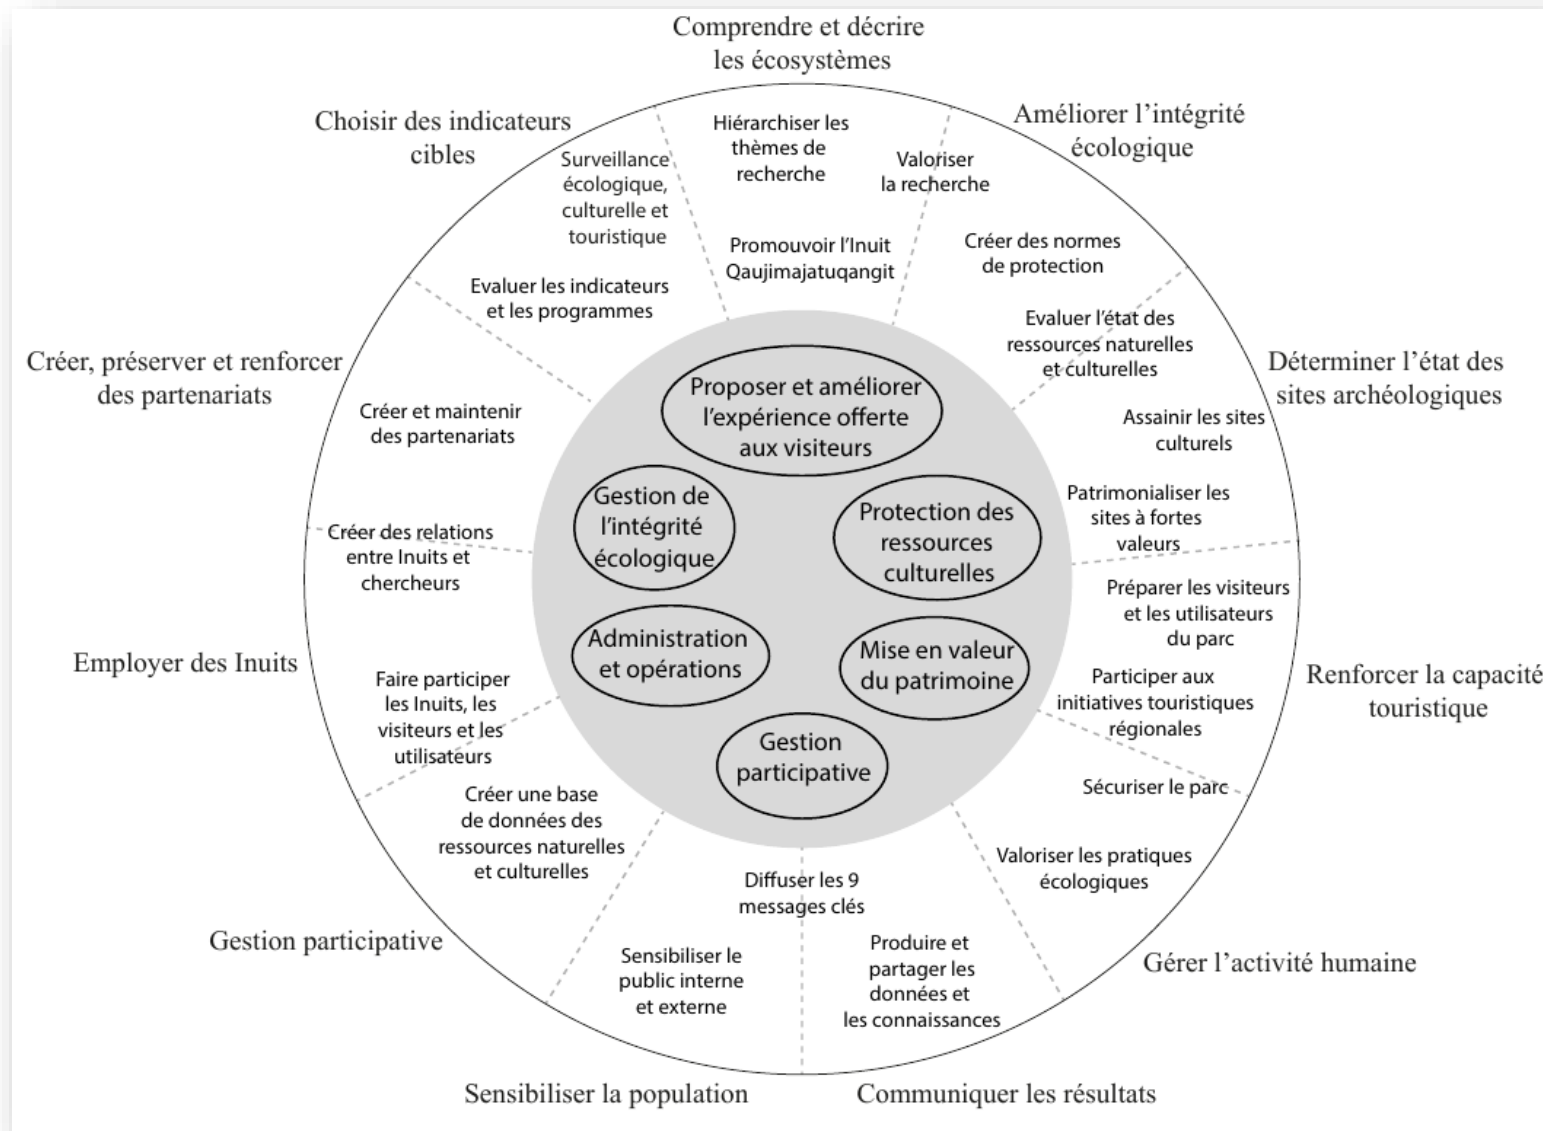 Comprendre et décrire
les écosystèmes
Améliorer l’intégrité
écologique
Déterminer l’état des
sites archéologiques
Renforcer la capacité
touristique
Gérer l’activité humaine
Communiquer les résultats
Sensibiliser la population
Gestion participative
Employer des Inuits
Créer, préserver et renforcer
des partenariats
Choisir des indicateurs
cibles
Hiérarchiser les
thèmes de
recherche
Valoriser
la recherche
Promouvoir l’Inuit
Qaujimajatuqangit
Créer des normes
de protection
Evaluer l’état des
ressources naturelles
et culturelles
Assainir les sites
culturels
Patrimonialiser les
sites à fortes
valeurs
Préparer les visiteurs
et les utilisateurs
du parc
Participer aux
initiatives touristiques
régionales
Sécuriser le parc
Valoriser les pratiques
écologiques
Produire et
partager les
données et
les connaissances
Diffuser les 9
messages clés
Sensibiliser le
public interne
et externe
Créer une base
de données des
ressources naturelles
et culturelles
Faire participer
les Inuits, les
visiteurs et les
utilisateurs
Créer des relations
entre Inuits et
chercheurs
Créer et maintenir
des partenariats
Evaluer les indicateurs
et les programmes
Surveillance
écologique,
culturelle et
touristique
Proposer et améliorer
l’expérience offerte
aux visiteurs
Protection des
ressources
culturelles
Mise en valeur
du patrimoine
Gestion
participative
Administration
et opérations
Gestion de
l’intégrité
écologique